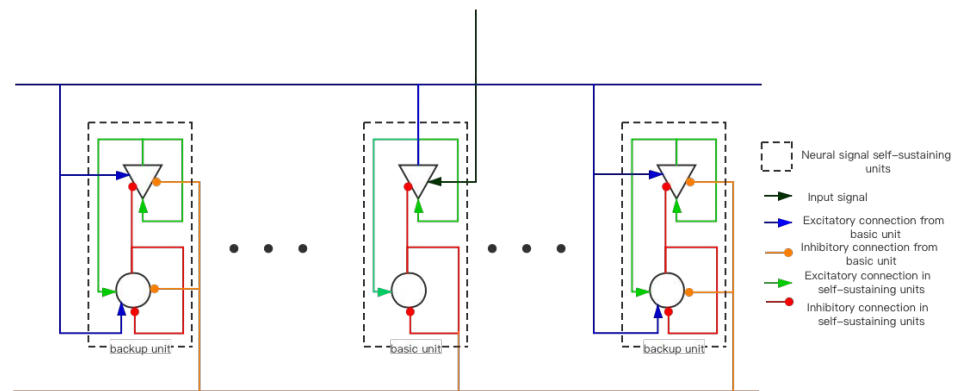 Neural signal self-sustaining
units
Input signal
Excitatory connection from
basic unit
Inhibitory connection from
basic unit
Excitatory connection in
self-sustaining units
Inhibitory connection in
self-sustaining units
backup unit
basic unit
backup unit